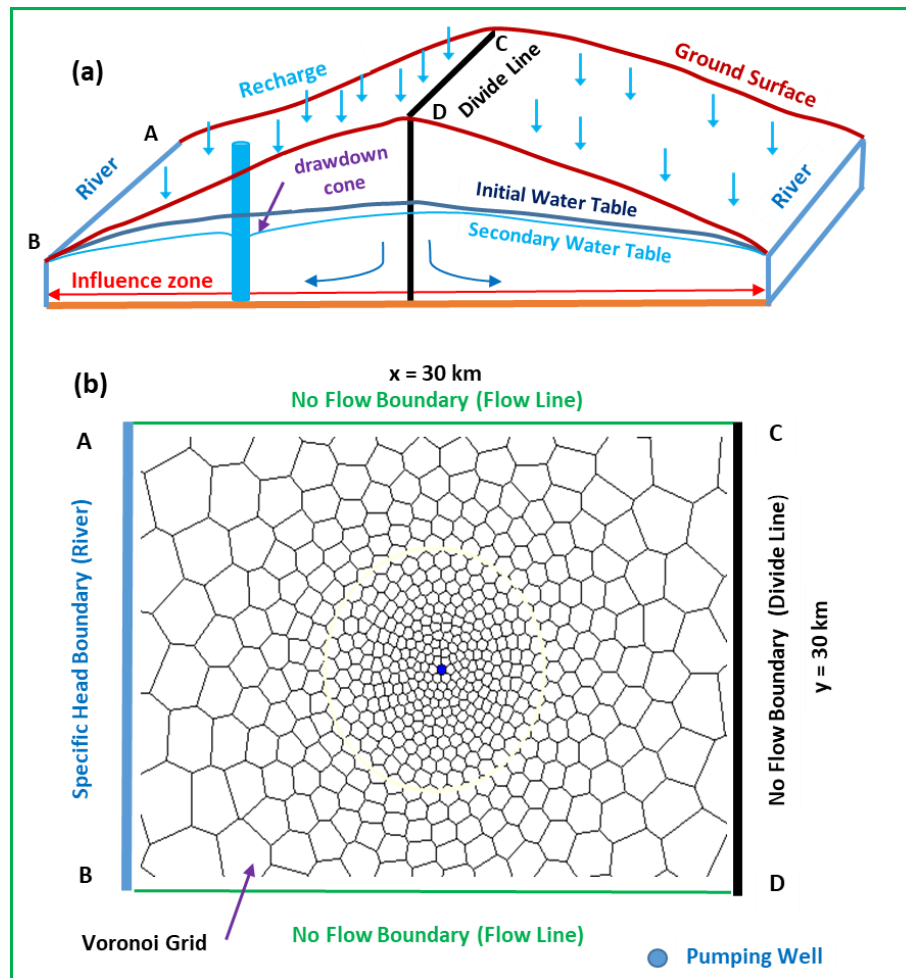 (a)
Recharge
C
Divide Line
Ground Surface
A
D
River
drawdown
cone
Initial Water Table
River
B
Secondary Water Table
Influence zone
(b)
x = 30 km
No Flow Boundary (Flow Line)
A
C
Specific Head Boundary (River)
No Flow Boundary (Divide Line)
y = 30 km
B
D
Voronoi Grid
No Flow Boundary (Flow Line)
Pumping Well